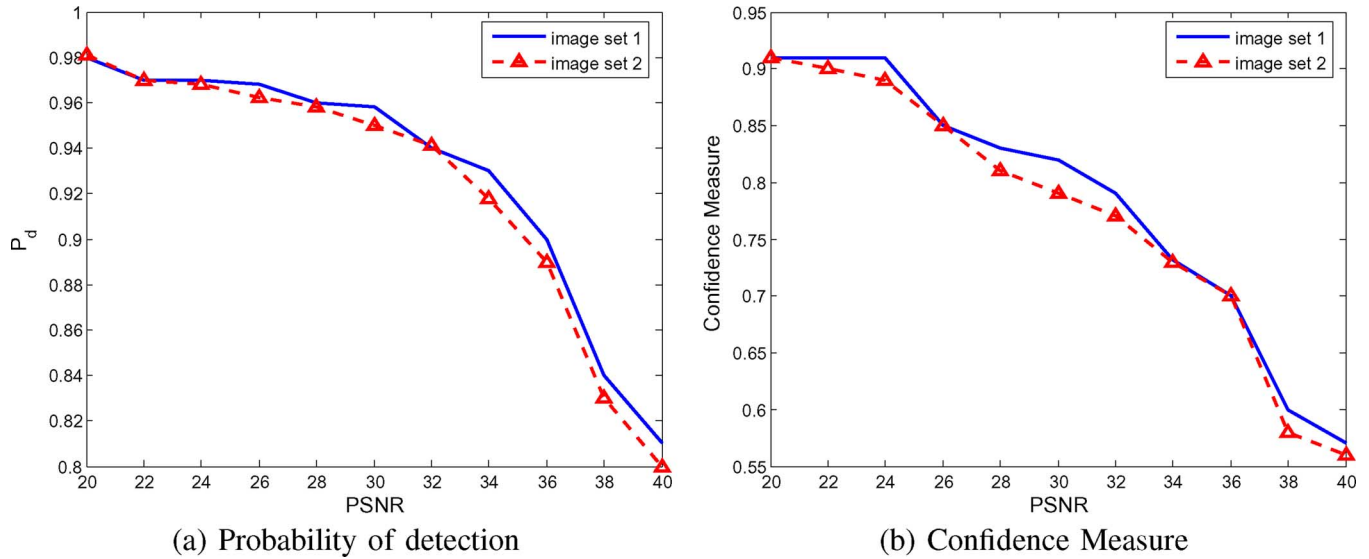 1
0.98
0.96
0.94
0.92
0.9
0.88
0.86
0.84
0.82
0.8
P_d
20 22 24 26 28 30 32 34 36 38 40
PSNR
image set 1
image set 2
(a) Probability of detection
0.95
0.9
0.85
0.8
0.75
0.7
0.65
0.6
0.55
Confidence Measure
20 22 24 26 28 30 32 34 36 38 40
PSNR
image set 1
image set 2
(b) Confidence Measure